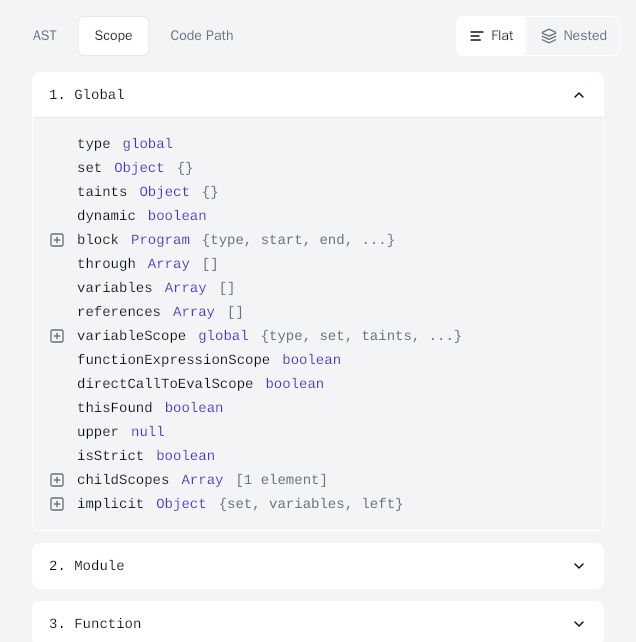 AST Scope Code Path Flat Nested
1. Global
type global
set Object {}
taints Object {}
dynamic boolean
block Program {type, start, end, ...}
through Array []
variables Array []
references Array []
variableScope global {type, set, taints, ...}
functionExpressionScope boolean
directCallToEvalScope boolean
thisFound boolean
upper null
isStrict boolean
childScopes Array [1 element]
implicit Object {set, variables, left}
2. Module
3. Function